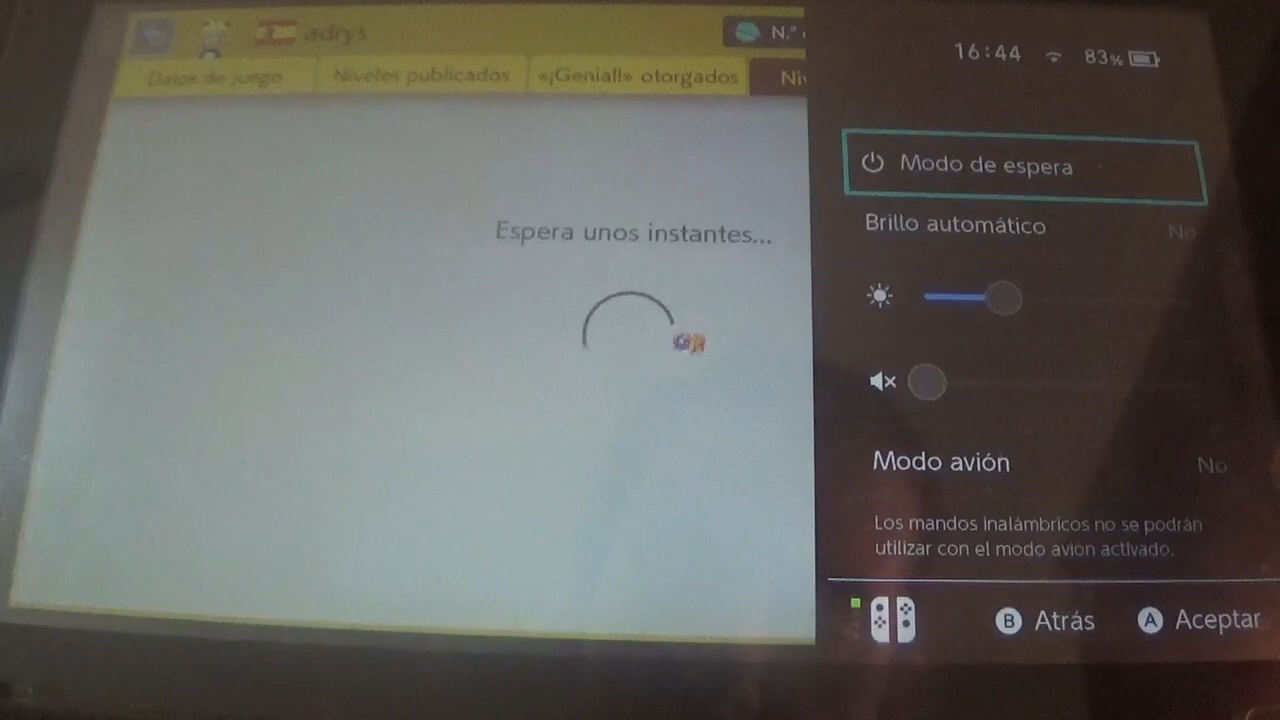 adrys
N.º
Datos de juego
Niveles publicados
«¡Genial!» otorgados
Niv
Espera unos instantes...
16:44
83%
Modo de espera
Brillo automático
No
Modo avión
No
Los mandos inalámbricos no se podrán
utilizar con el modo avión activado.
B Atrás
A Aceptar